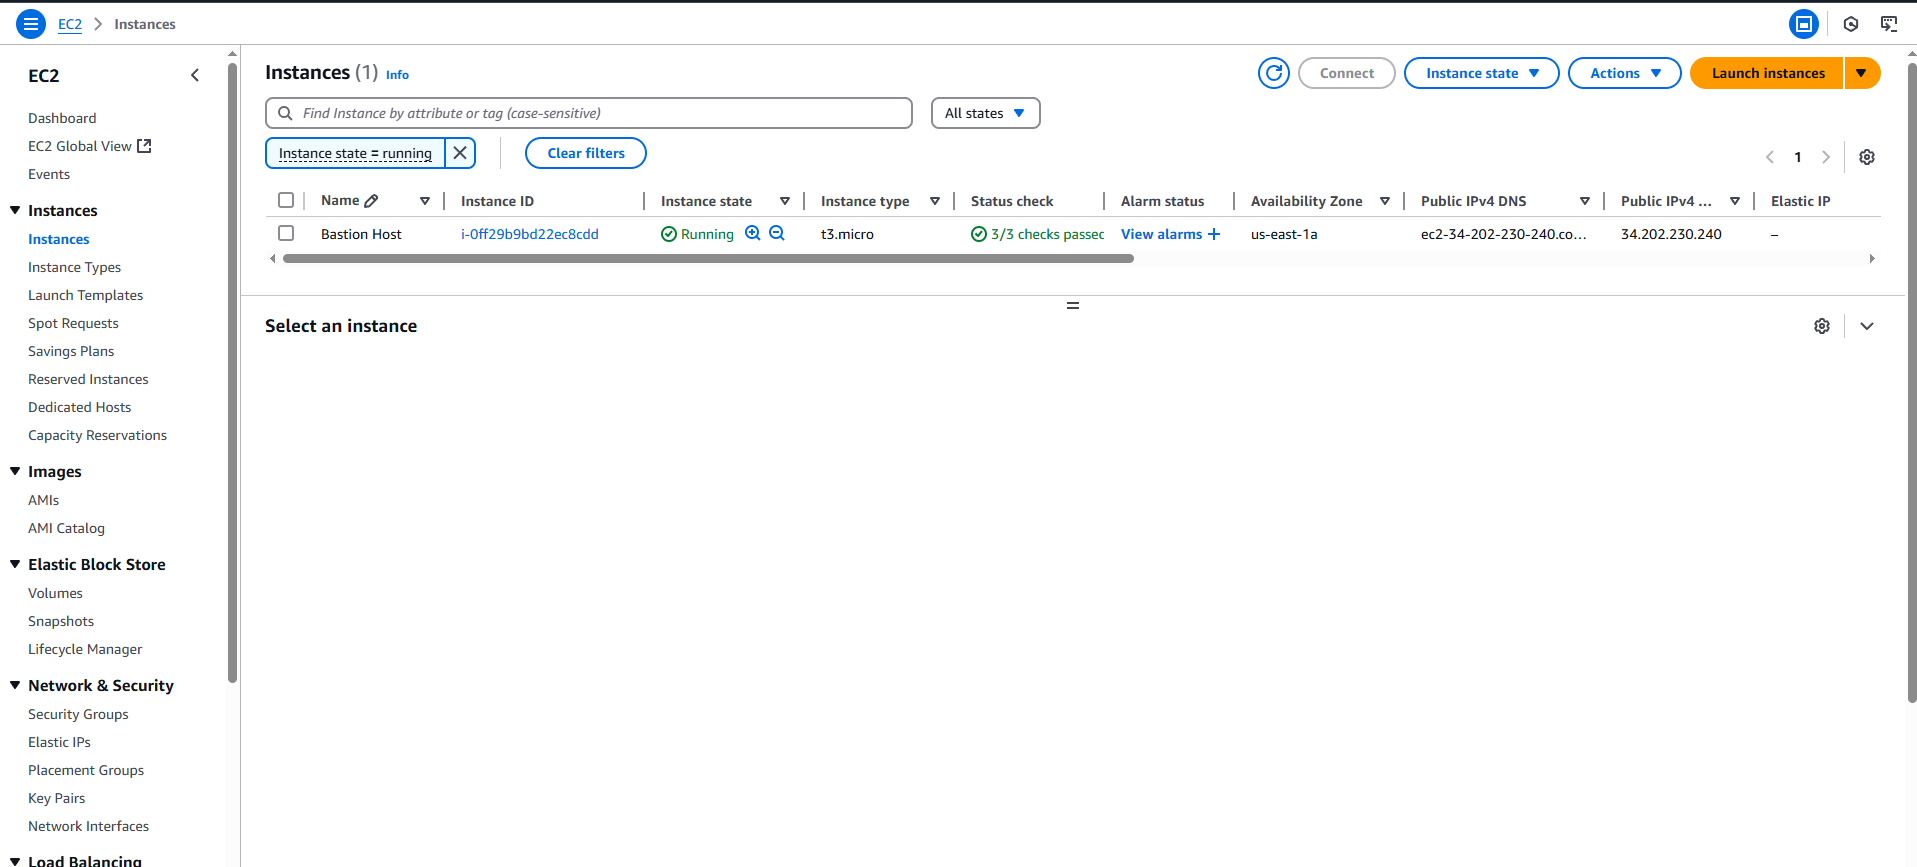 EC2 Instances
EC2
Dashboard
EC2 Global View
Events
Instances
Instances
Instance Types
Launch Templates
Spot Requests
Savings Plans
Reserved Instances
Dedicated Hosts
Capacity Reservations
Images
AMIs
AMI Catalog
Elastic Block Store
Volumes
Snapshots
Lifecycle Manager
Network & Security
Security Groups
Elastic IPs
Placement Groups
Key Pairs
Network Interfaces
Load Balancing
Instances (1) Info
Connect Instance state Actions Launch instances
Find Instance by attribute or tag (case-sensitive) All states
Instance state = running Clear filters
1
Name Instance ID Instance state Instance type Status check Alarm status Availability Zone Public IPv4 DNS Public IPv4 ... Elastic IP
Bastion Host i-0ff29b9bd22ec8cdd Running t3.micro 3/3 checks passec View alarms + us-east-1a ec2-34-202-230-240.co... 34.202.230.240 –
Select an instance